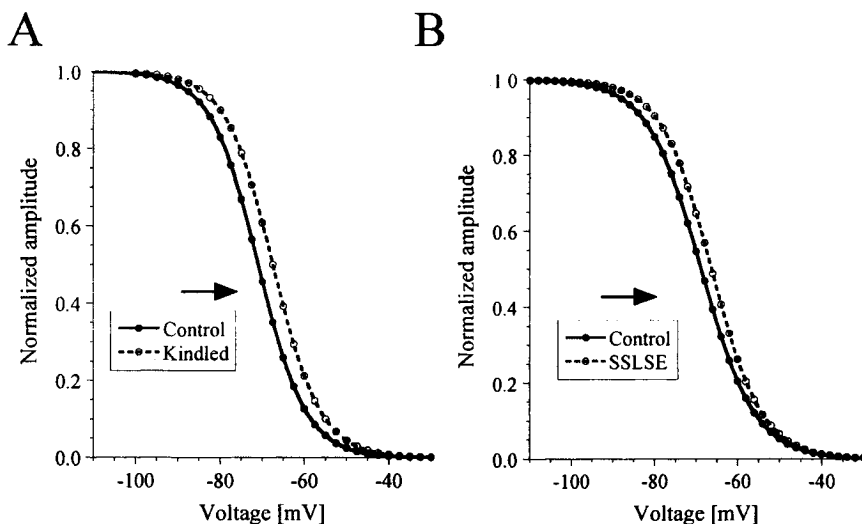 A
Normalized amplitude
1.0
0.8
0.6
0.4
0.2
0.0
Control
Kindled
-100 -80 -60 -40
Voltage [mV]
B
Normalized amplitude
1 0
0.8
0.6
0.4
0.2
0.0
Control
SSLSE
-100 -80 -60 -40
Voltage [mV]